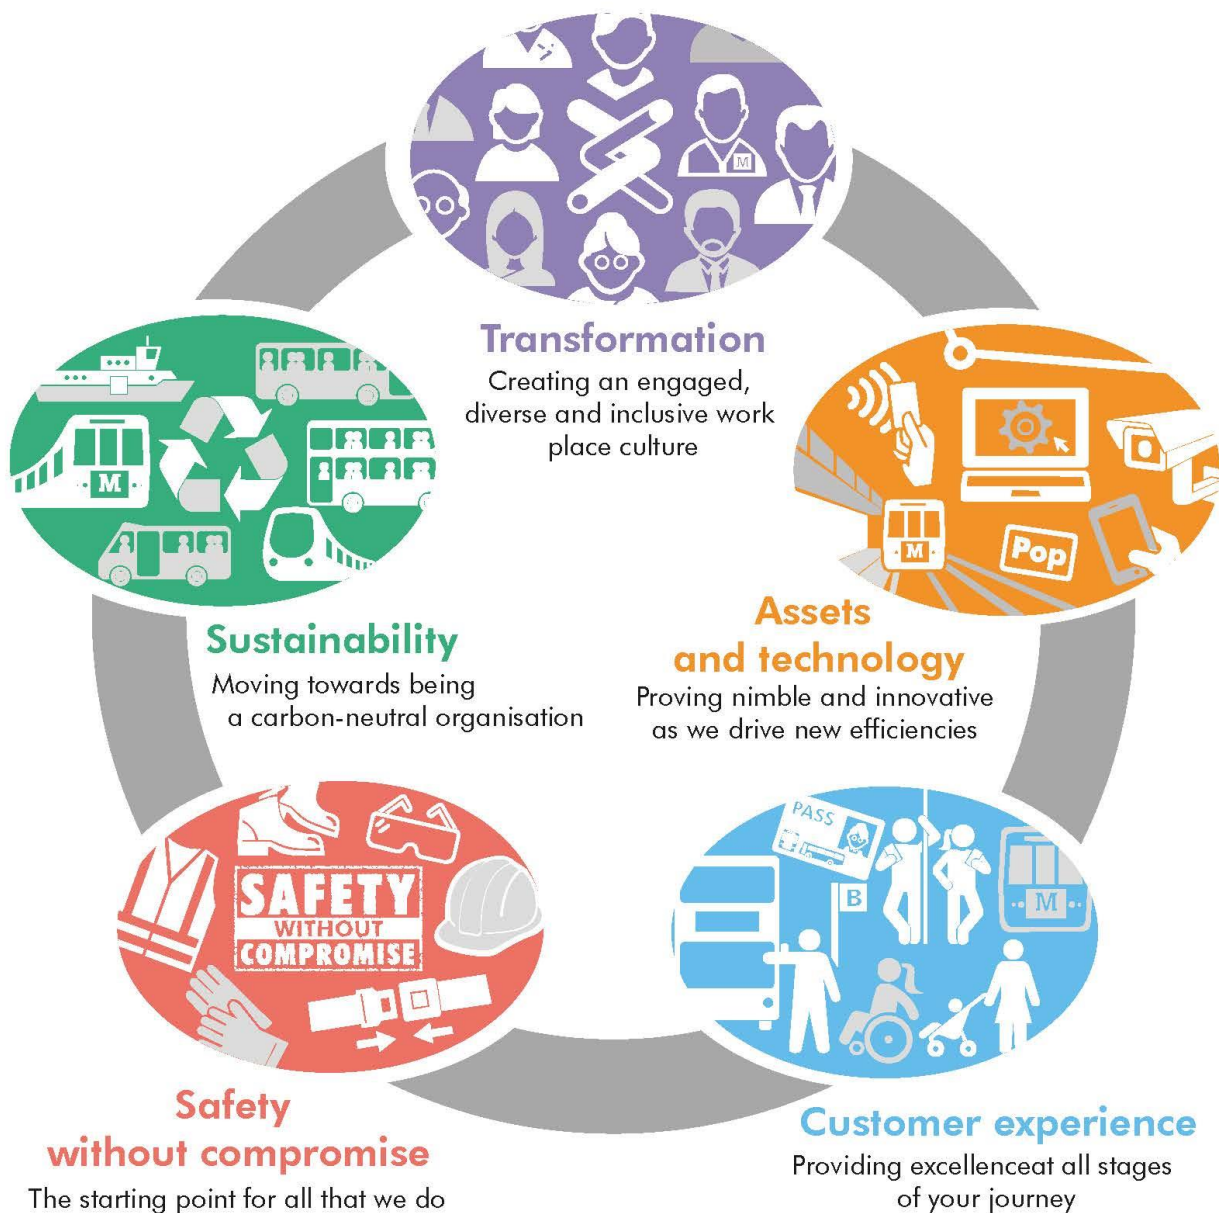 M
Transformation
Creating an engaged,
diverse and inclusive work
place culture
M
Sustainability
Moving towards being
a carbon-neutral organisation
M
Pop
Assets
and technology
Proving nimble and innovative
as we drive new efficiencies
SAFETY
WITHOUT
COMPROMISE
Safety
without compromise
The starting point for all that we do
PASS
B
M
Customer experience
Providing excellenceat all stages
of your journey